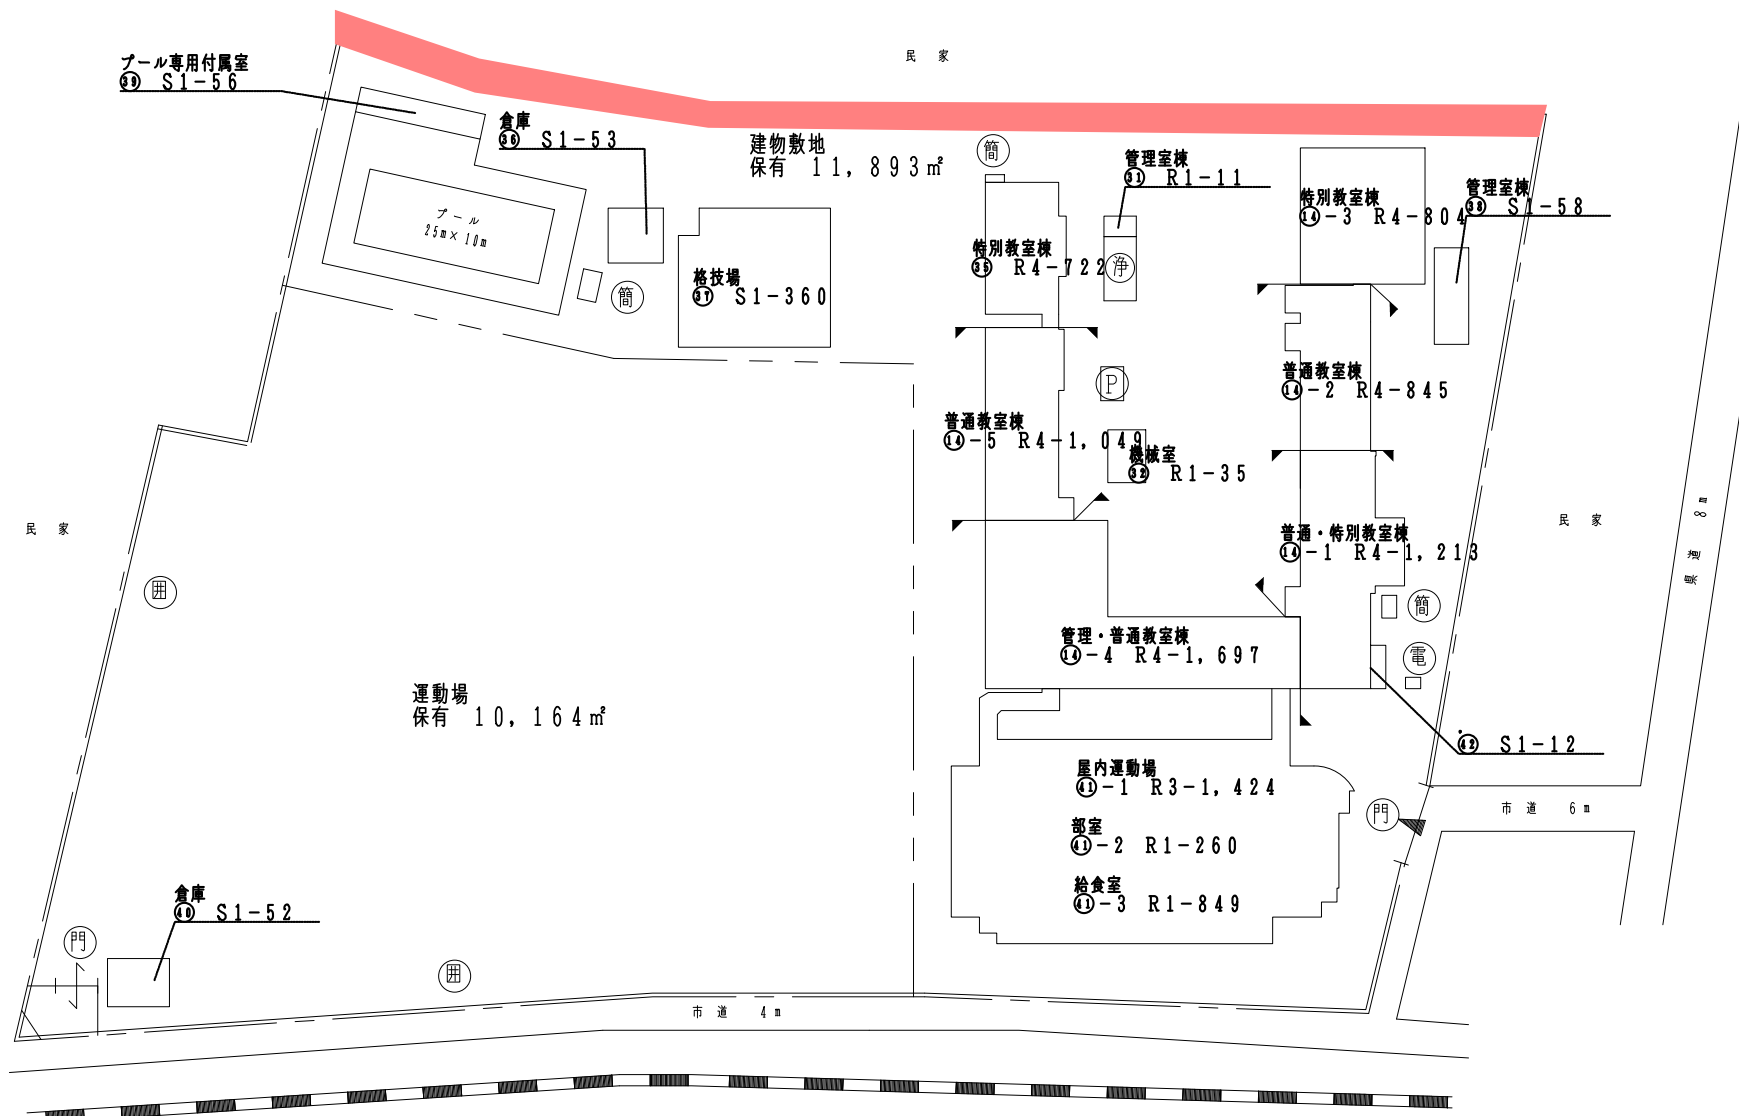 民 家
プール専用付属室
㊴ S1-56
倉庫
㊱ S1-53
建物敷地
保有 11, 893㎡
簡
管理室棟
㉛ R1-11
特別教室棟
⑭-3 R4-804
管理室棟
㊳ S1-58
プール
25m×10m
簡
格技場
㊲ S1-360
特別教室棟
㉟ R4-722
浄
普通教室棟
⑭-2 R4-845
P
普通教室棟
⑭-5 R4-1, 049
機械室
㉜ R1-35
民 家
民 家
県道 8m
普通・特別教室棟
⑭-1 R4-1, 213
囲
簡
管理・普通教室棟
⑭-4 R4-1, 697
電
運動場
保有 10, 164㎡
㊷ S1-12
屋内運動場
㊶-1 R3-1, 424
門
市 道 6m
部室
㊶-2 R1-260
給食室
㊶-3 R1-849
倉庫
㊵ S1-52
門
囲
市 道 4m